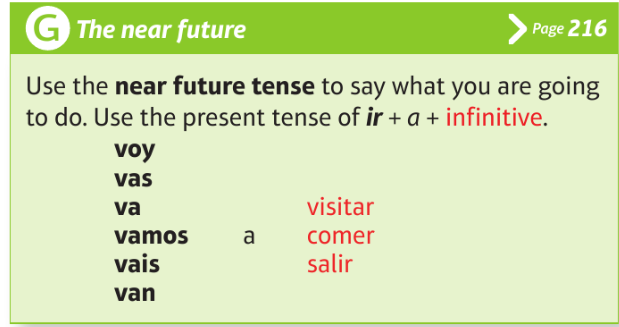 G The near future
Page 216
Use the near future tense to say what you are going
to do. Use the present tense of ir + a + infinitive.
voy
vas
va visitar
vamos a comer
vais salir
van